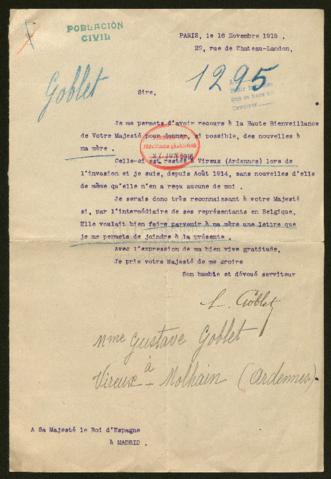 POBLACIÓN
CIVIL
PARIS, le 16 Novembre 1915,
29, rue de Chateau-Landon,
Goblet
1295
Sire,
Je me permets d'avoir recours à la Haute Bienveillance
de Votre Majesté pour donner, si possible, des nouvelles à
ma mère.
Celle-ci est restée à Vireux (Ardennes) lors de
l'invasion et je suis, depuis Août 1914, sans nouvelles d'elle
de même qu'elle n'en a reçu aucune de moi.
Je serais donc très reconnaissant à votre Majesté
si, par l'intermédiaire de ses représentants en Belgique,
Elle voulait bien faire parvenir à ma mère une lettre que
je me permets de joindre à la présente.
Avec l'expression de ma bien vive gratitude,
Je prie votre Majesté de me croire
Son humble et dévoué serviteur
L. Goblet
Mme Gustave Goblet
à
Vireux - Molhain (Ardennes)
A Sa Majesté le Roi d'Espagne
à MADRID.